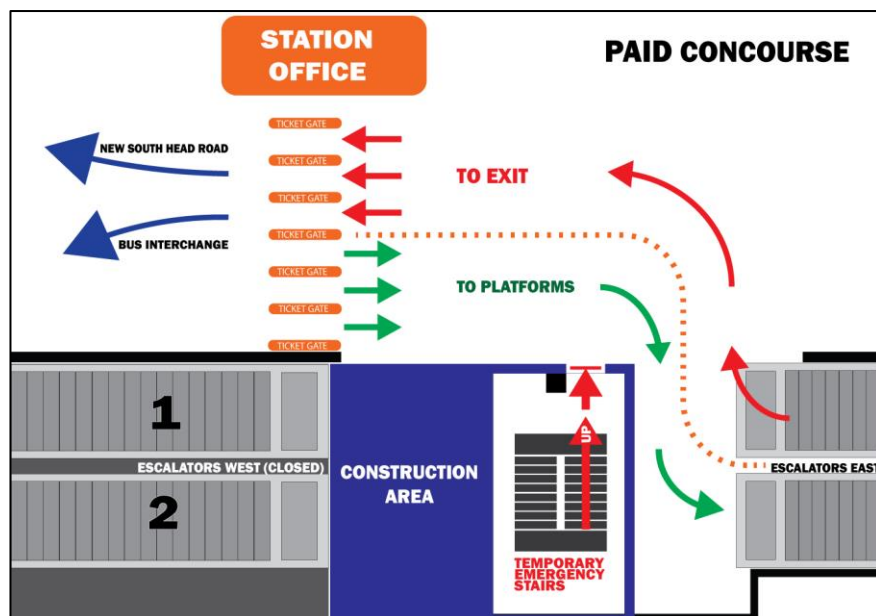 STATION
OFFICE
PAID CONCOURSE
TICKET GATE
NEW SOUTH HEAD ROAD
TICKET GATE
TO EXIT
TICKET GATE
BUS INTERCHANGE
TICKET GATE
TICKET GATE
TO PLATFORMS
TICKET GATE
TICKET GATE
1
ESCALATORS WEST (CLOSED)
2
CONSTRUCTION
AREA
UP
TEMPORARY
EMERGENCY
STAIRS
ESCALATORS EAST